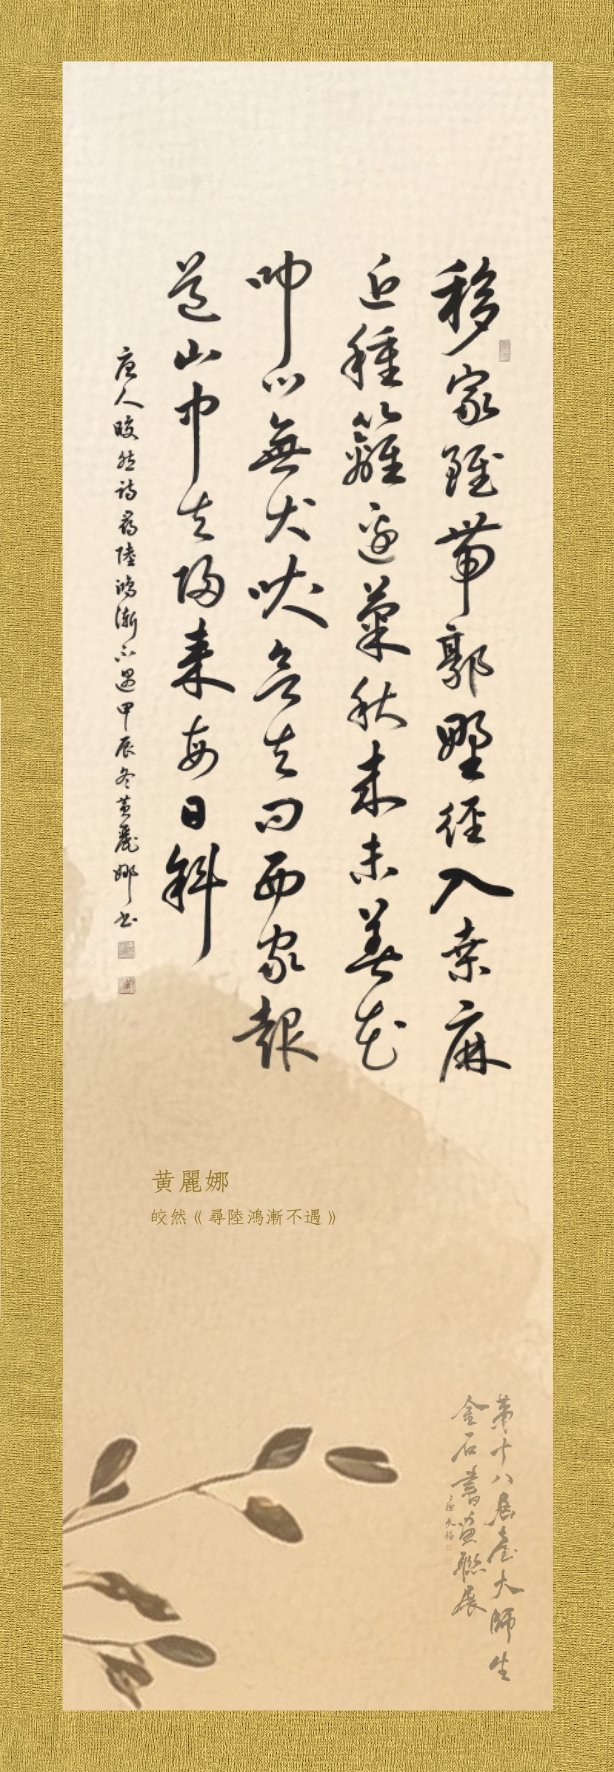 移家雖帶郭野徑入桑麻
近種籬邊菊秋來未著花
叩門無犬吠欲去問西家報
道山中去歸來每日斜
唐人皎然詩尋陸鴻漸不遇甲辰冬黃麗娜書
黃麗娜
皎然《尋陸鴻漸不遇》
第十八屆臺大師生
金石書畫聯展